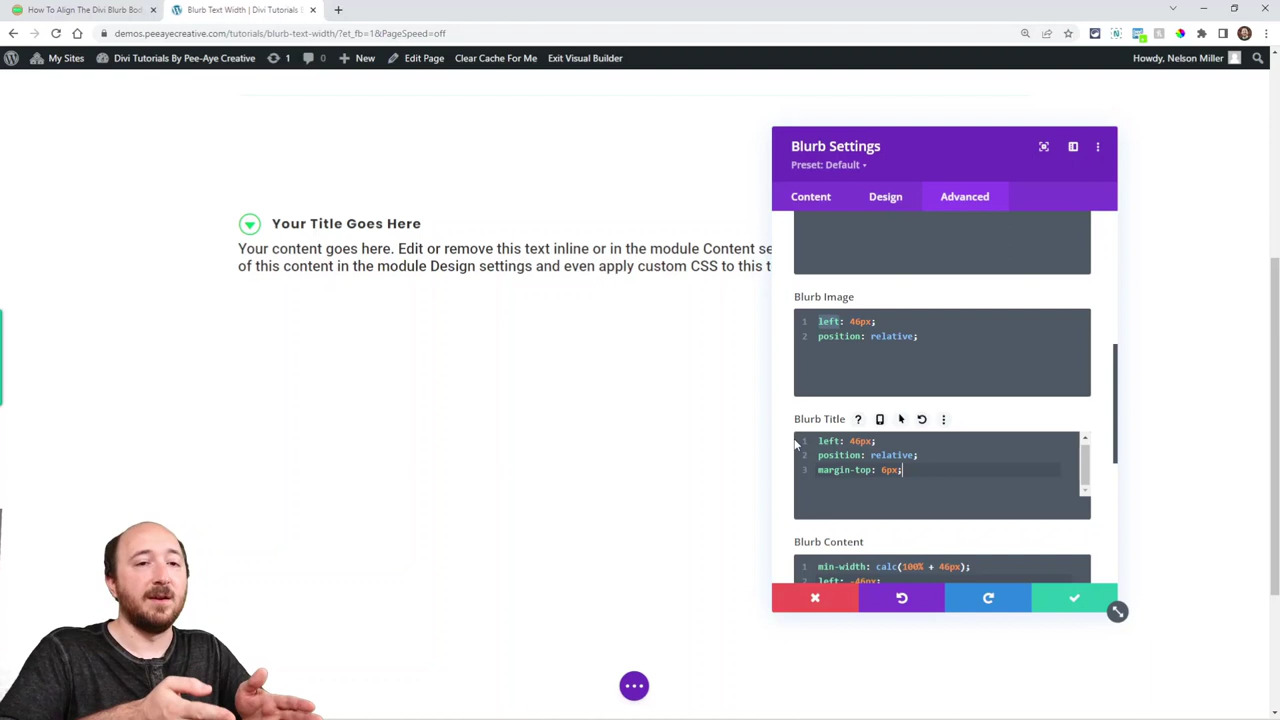 How To Align The Divi Blurb Bod
Blurb Text Width | Divi Tutorials
demos.peeayecreative.com/tutorials/blurb-text-width/?et_fb=1&PageSpeed=off
My Sites
Divi Tutorials By Pee-Aye Creative
1
New
Edit Page
Clear Cache For Me
Exit Visual Builder
Howdy, Nelson Miller
Blurb Settings
Preset: Default
Content
Design
Advanced
Your Title Goes Here
Your content goes here. Edit or remove this text inline or in the module Content se
of this content in the module Design settings and even apply custom CSS to this t
Blurb Image
1 left: 46px;
2 position: relative;
Blurb Title
1 left: 46px;
2 position: relative;
3 margin-top: 6px;
Blurb Content
1 min-width: calc(100% + 46px);
2 left: -46px;